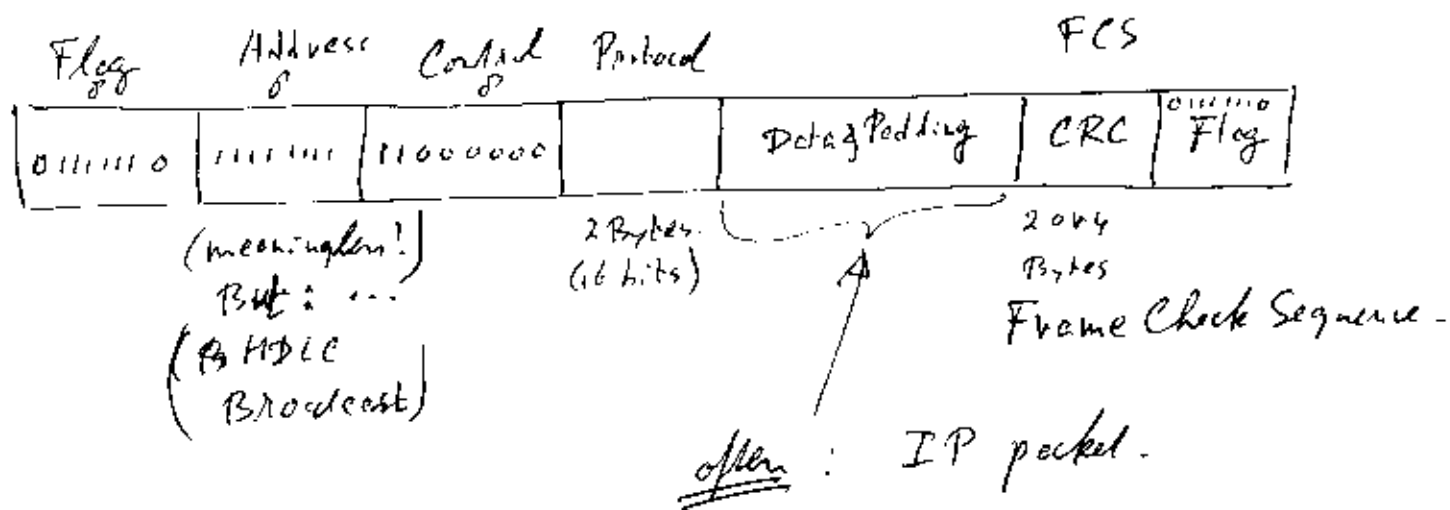 Flag Address Control Protocol FCS
8 8 8
01111110 11111111 11000000 Data & Padding CRC 01111110
Flag
(meaningless! 2 Bytes. 2 or 4
But: ... (16 bits) Bytes
(HDLC Frame Check Sequence.
Broadcast)
often : IP packet.